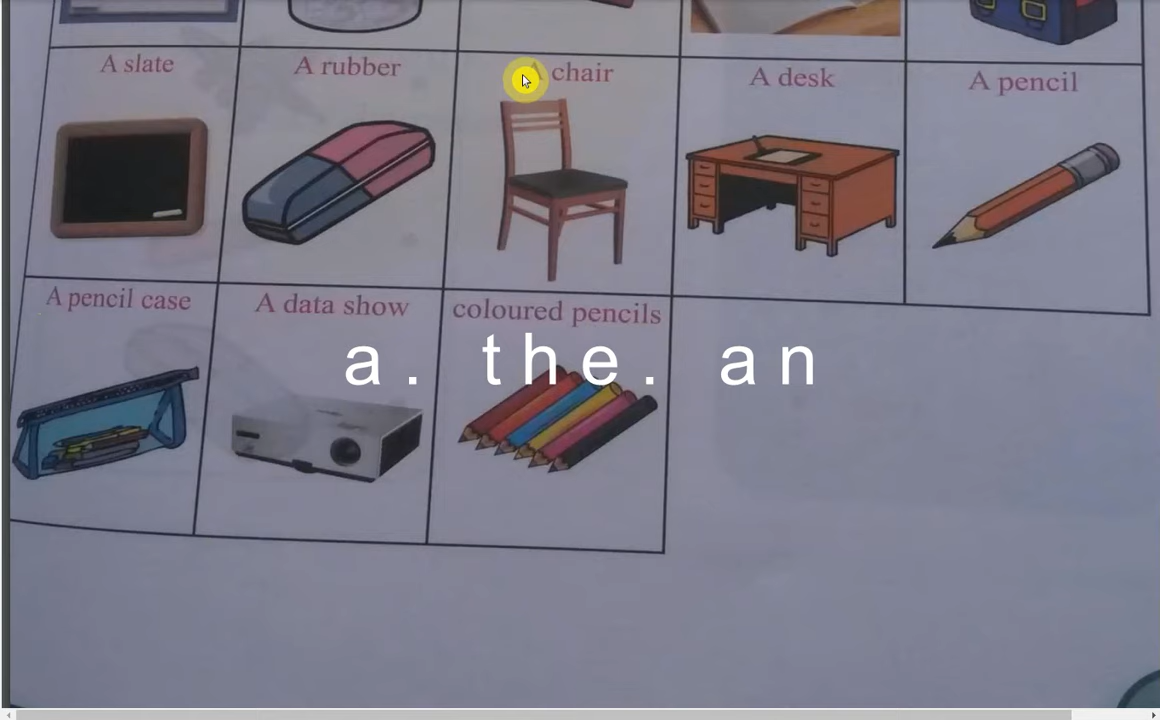 A slate
A rubber
A chair
A desk
A pencil
A pencil case
A data show
coloured pencils
a. the. an